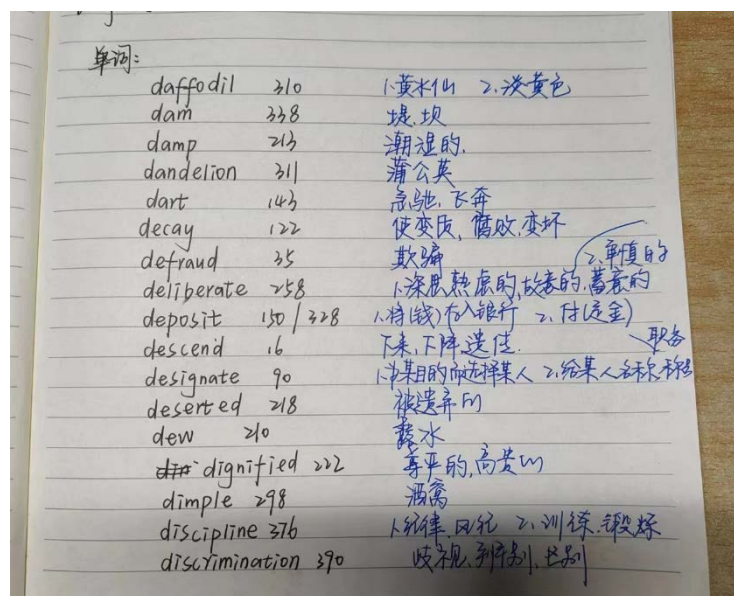 单词:
daffodil 310 1.黄水仙 2.淡黄色
dam 338 堤.坝
damp 213 潮湿的.
dandelion 311 蒲公英
dart 143 急驰.飞奔
decay 122 使变质,腐败,变坏
defraud 35 欺骗 2.审慎的
deliberate 258 1.深思熟虑的,故意的,蓄意的
deposit 150/328 1.将(钱)存入银行 2.付(定金)
descend 16 下来,下降 遗传. 职务
designate 90 1.为某目的而选择某人 2.给某人名称 称号
deserted 218 被遗弃的
dew 210 露水
dignified 222 尊严的,高贵的
dimple 298 酒窝
discipline 376 1.纪律.风纪 2.训练.锻炼
discrimination 390 歧视.判别.区别